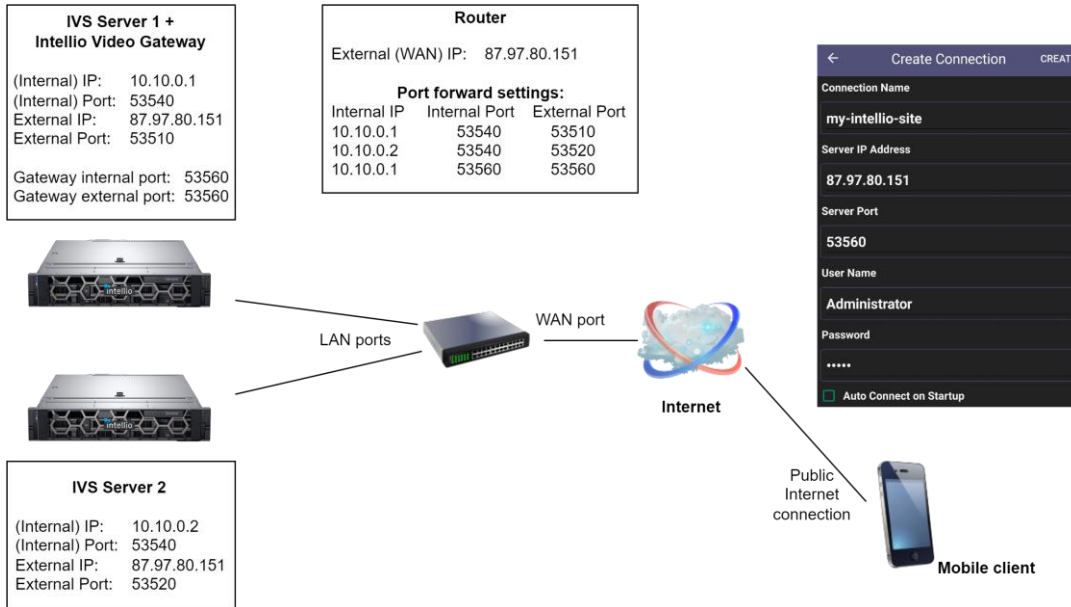 IVS Server 1 +
Intellio Video Gateway
(Internal) IP: 10.10.0.1
(Internal) Port: 53540
External IP: 87.97.80.151
External Port: 53510
Gateway internal port: 53560
Gateway external port: 53560
Router
External (WAN) IP: 87.97.80.151
Port forward settings:
Internal IP Internal Port External Port
10.10.0.1 53540 53510
10.10.0.2 53540 53520
10.10.0.1 53560 53560
Create Connection CREAT
Connection Name
my-intellio-site
Server IP Address
87.97.80.151
Server Port
53560
User Name
Administrator
Password
•••••
Auto Connect on Startup
intellio
LAN ports
WAN port
Internet
intellio
Public
Internet
connection
Mobile client
IVS Server 2
(Internal) IP: 10.10.0.2
(Internal) Port: 53540
External IP: 87.97.80.151
External Port: 53520